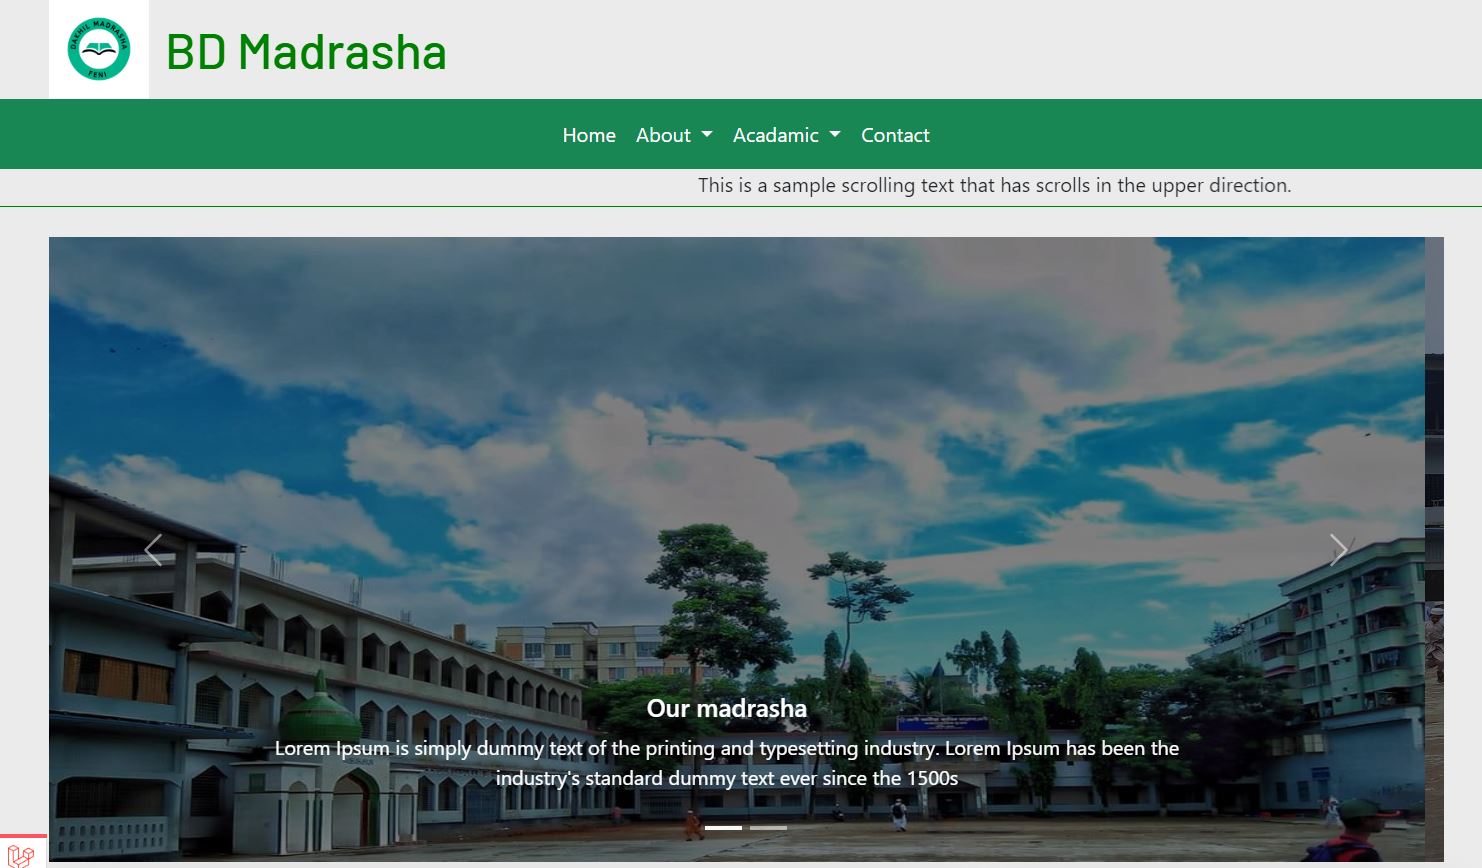 DAKHIL MADRASHA
FENI
BD Madrasha
Home About Acadamic Contact
This is a sample scrolling text that has scrolls in the upper direction.
Our madrasha
Lorem Ipsum is simply dummy text of the printing and typesetting industry. Lorem Ipsum has been the
industry's standard dummy text ever since the 1500s